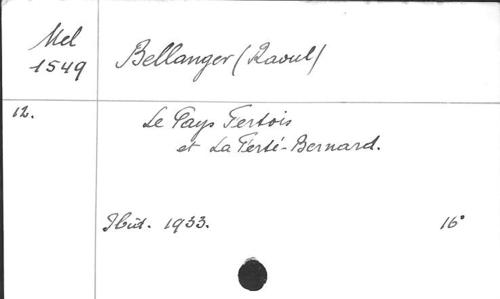 Mel
1549
Bellanger (Raoul)
12.
Le Pays Fertois
et La Ferté-Bernard.
Ibid. 1933.
16°